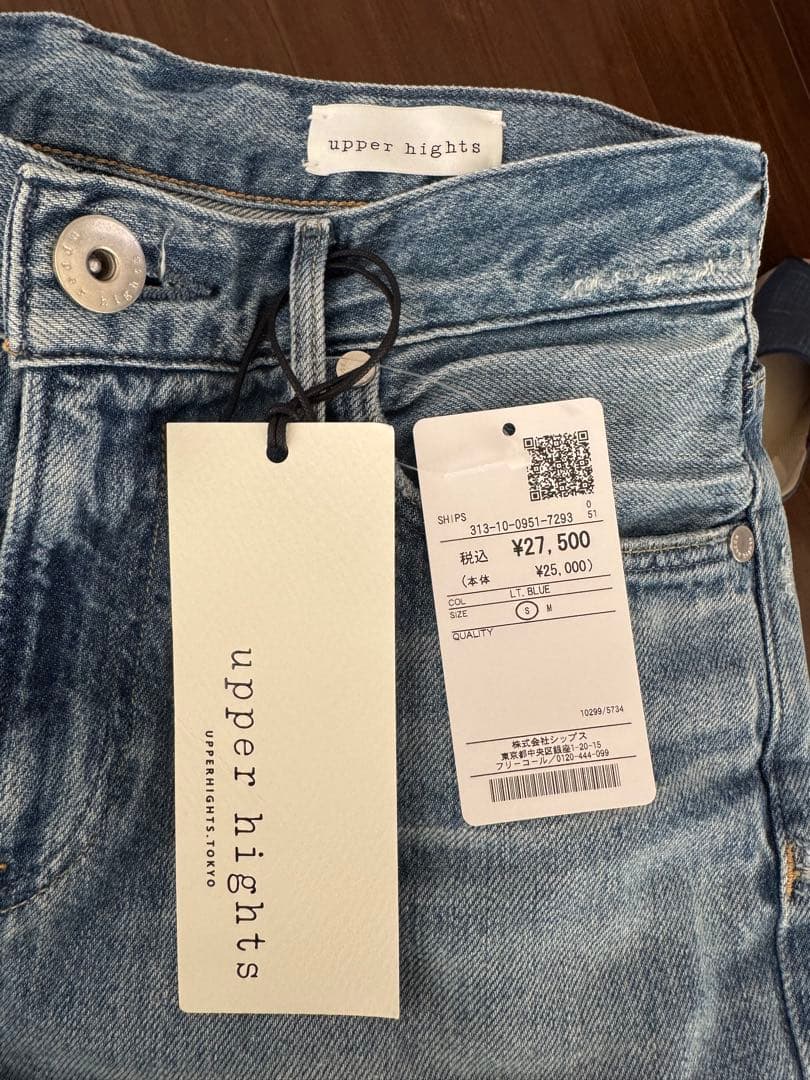 upper hights
upper hights
SHIPS
313-10-0951-7293
0
51
税込 ¥27,500
(本体 ¥25,000)
COL LT. BLUE
SIZE S M
QUALITY
10299/5734
株式会社シップス
東京都中央区銀座1-20-15
フリーコール/0120-444-099
upper hights
UPPERHIGHTS.TOKYO